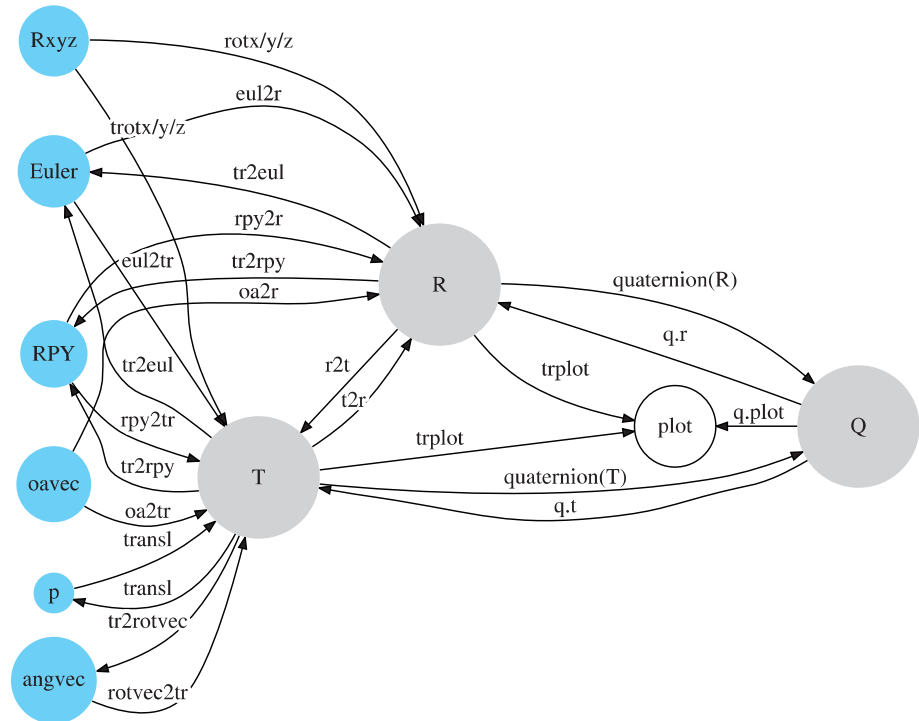 Rxyz
rotx/y/z
eul2r
trotx/y/z
Euler
tr2eul
rpy2r
eul2tr
tr2rpy
oa2r
R
quaternion(R)
q.r
RPY
tr2eul
r2t
trplot
t2r
rpy2tr
trplot
plot
q.plot
Q
tr2rpy
T
quaternion(T)
oavec
q.t
oa2tr
transl
p
transl
tr2rotvec
angvec
rotvec2tr